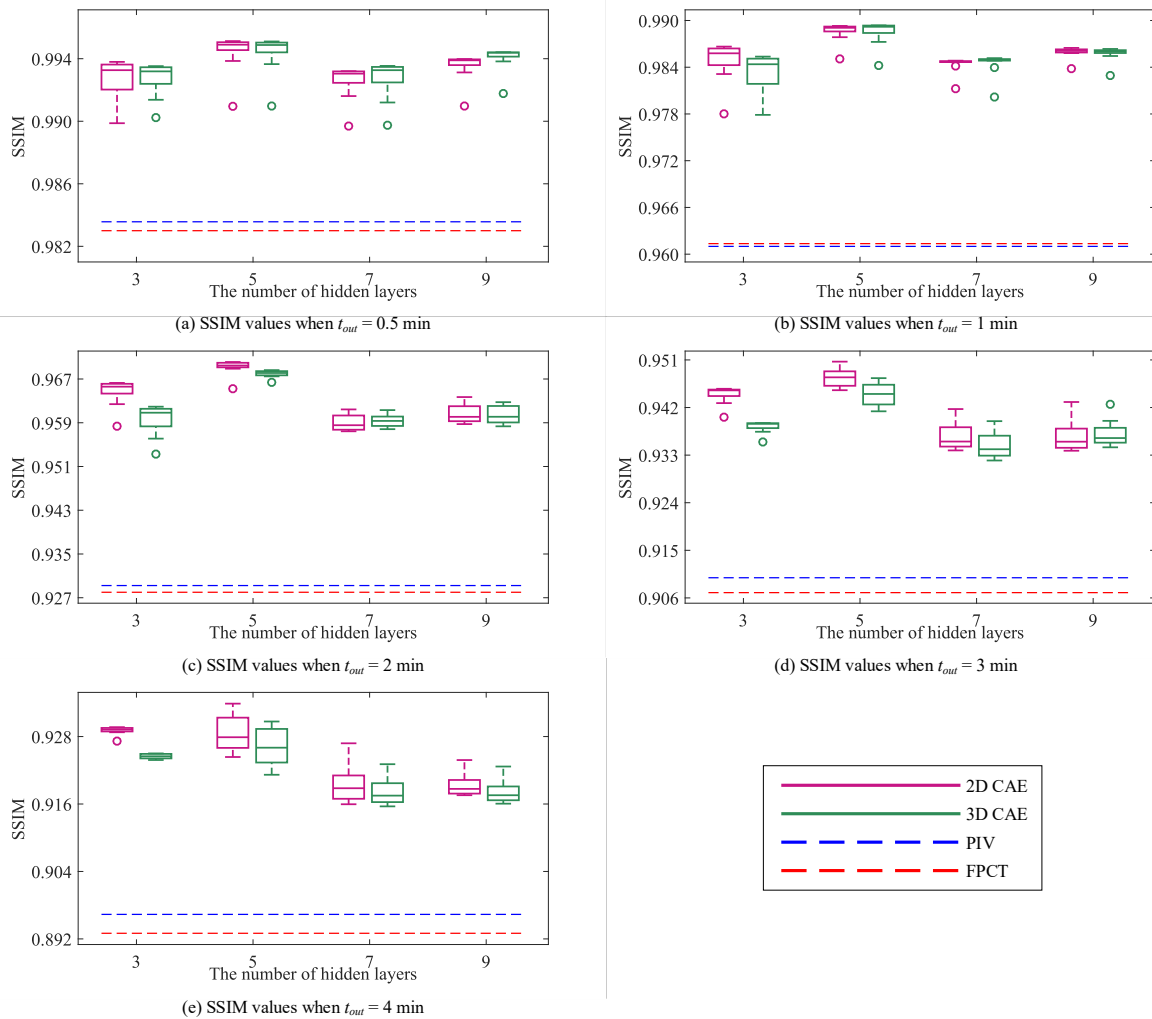 0.994
0.990
0.986
0.982
SSIM
3 5 7 9
The number of hidden layers
(a) SSIM values when t_out = 0.5 min
0.990
0.984
0.978
0.972
0.966
0.960
SSIM
3 5 7 9
The number of hidden layers
(b) SSIM values when t_out = 1 min
0.967
0.959
0.951
0.943
0.935
0.927
SSIM
3 5 7 9
The number of hidden layers
(c) SSIM values when t_out = 2 min
0.951
0.942
0.933
0.924
0.915
0.906
SSIM
3 5 7 9
The number of hidden layers
(d) SSIM values when t_out = 3 min
0.928
0.916
0.904
0.892
SSIM
3 5 7 9
The number of hidden layers
(e) SSIM values when t_out = 4 min
2D CAE
3D CAE
PIV
FPCT